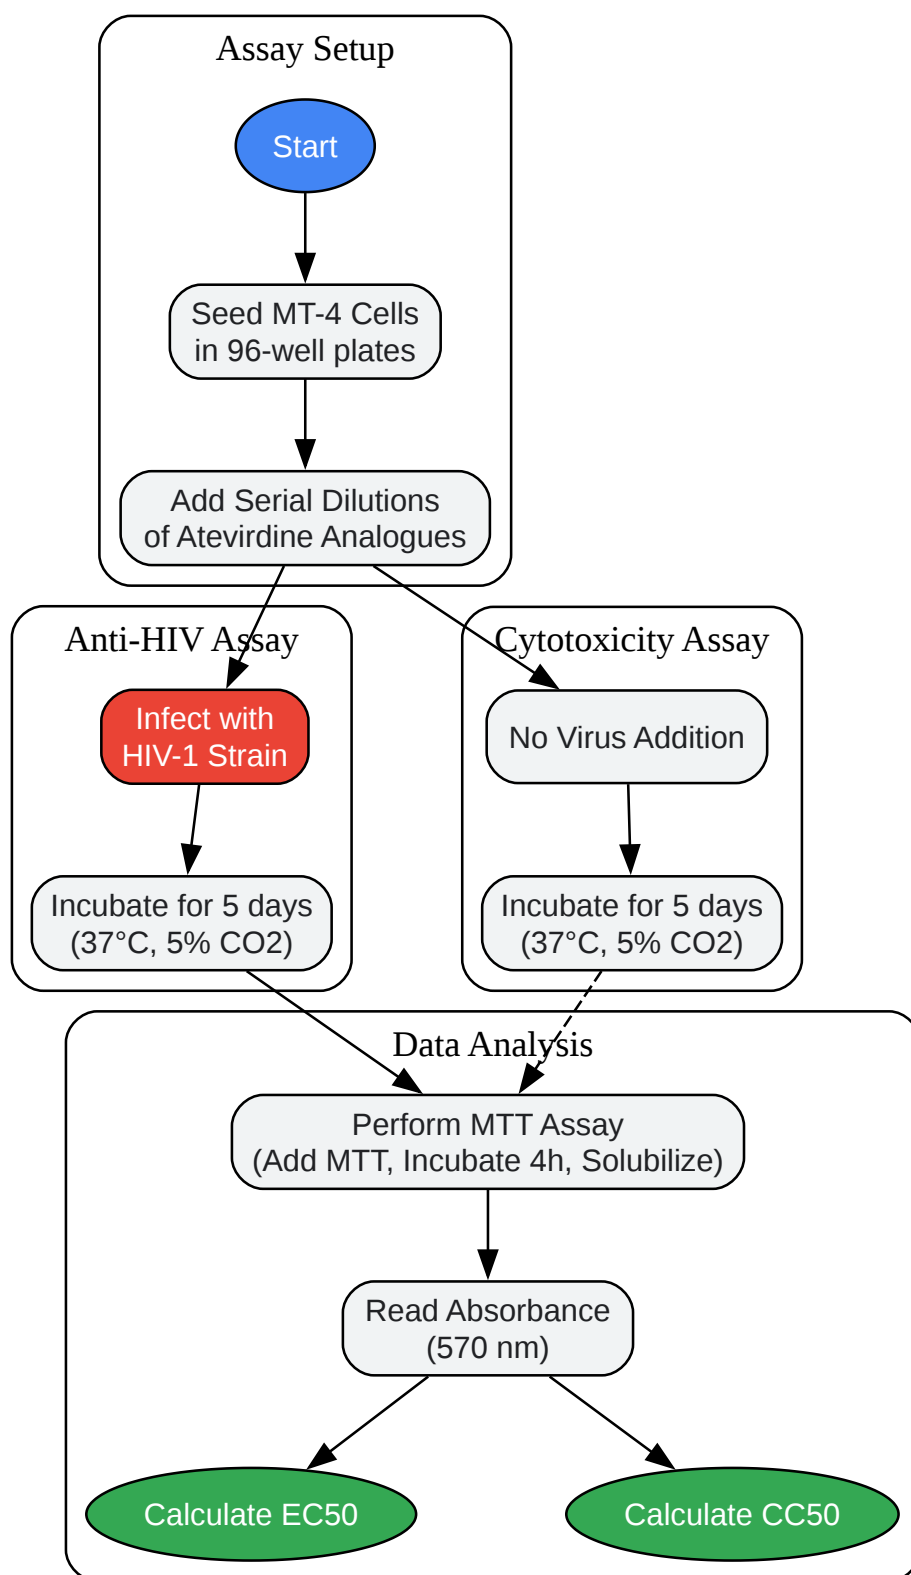 Assay Setup
Start
Seed MT-4 Cells
in 96-well plates
Add Serial Dilutions
of Atevirdine Analogues
Anti-HIV Assay
Infect with
HIV-1 Strain
Incubate for 5 days
(37°C, 5% CO2)
Cytotoxicity Assay
No Virus Addition
Incubate for 5 days
(37°C, 5% CO2)
Data Analysis
Perform MTT Assay
(Add MTT, Incubate 4h, Solubilize)
Read Absorbance
(570 nm)
Calculate EC50
Calculate CC50